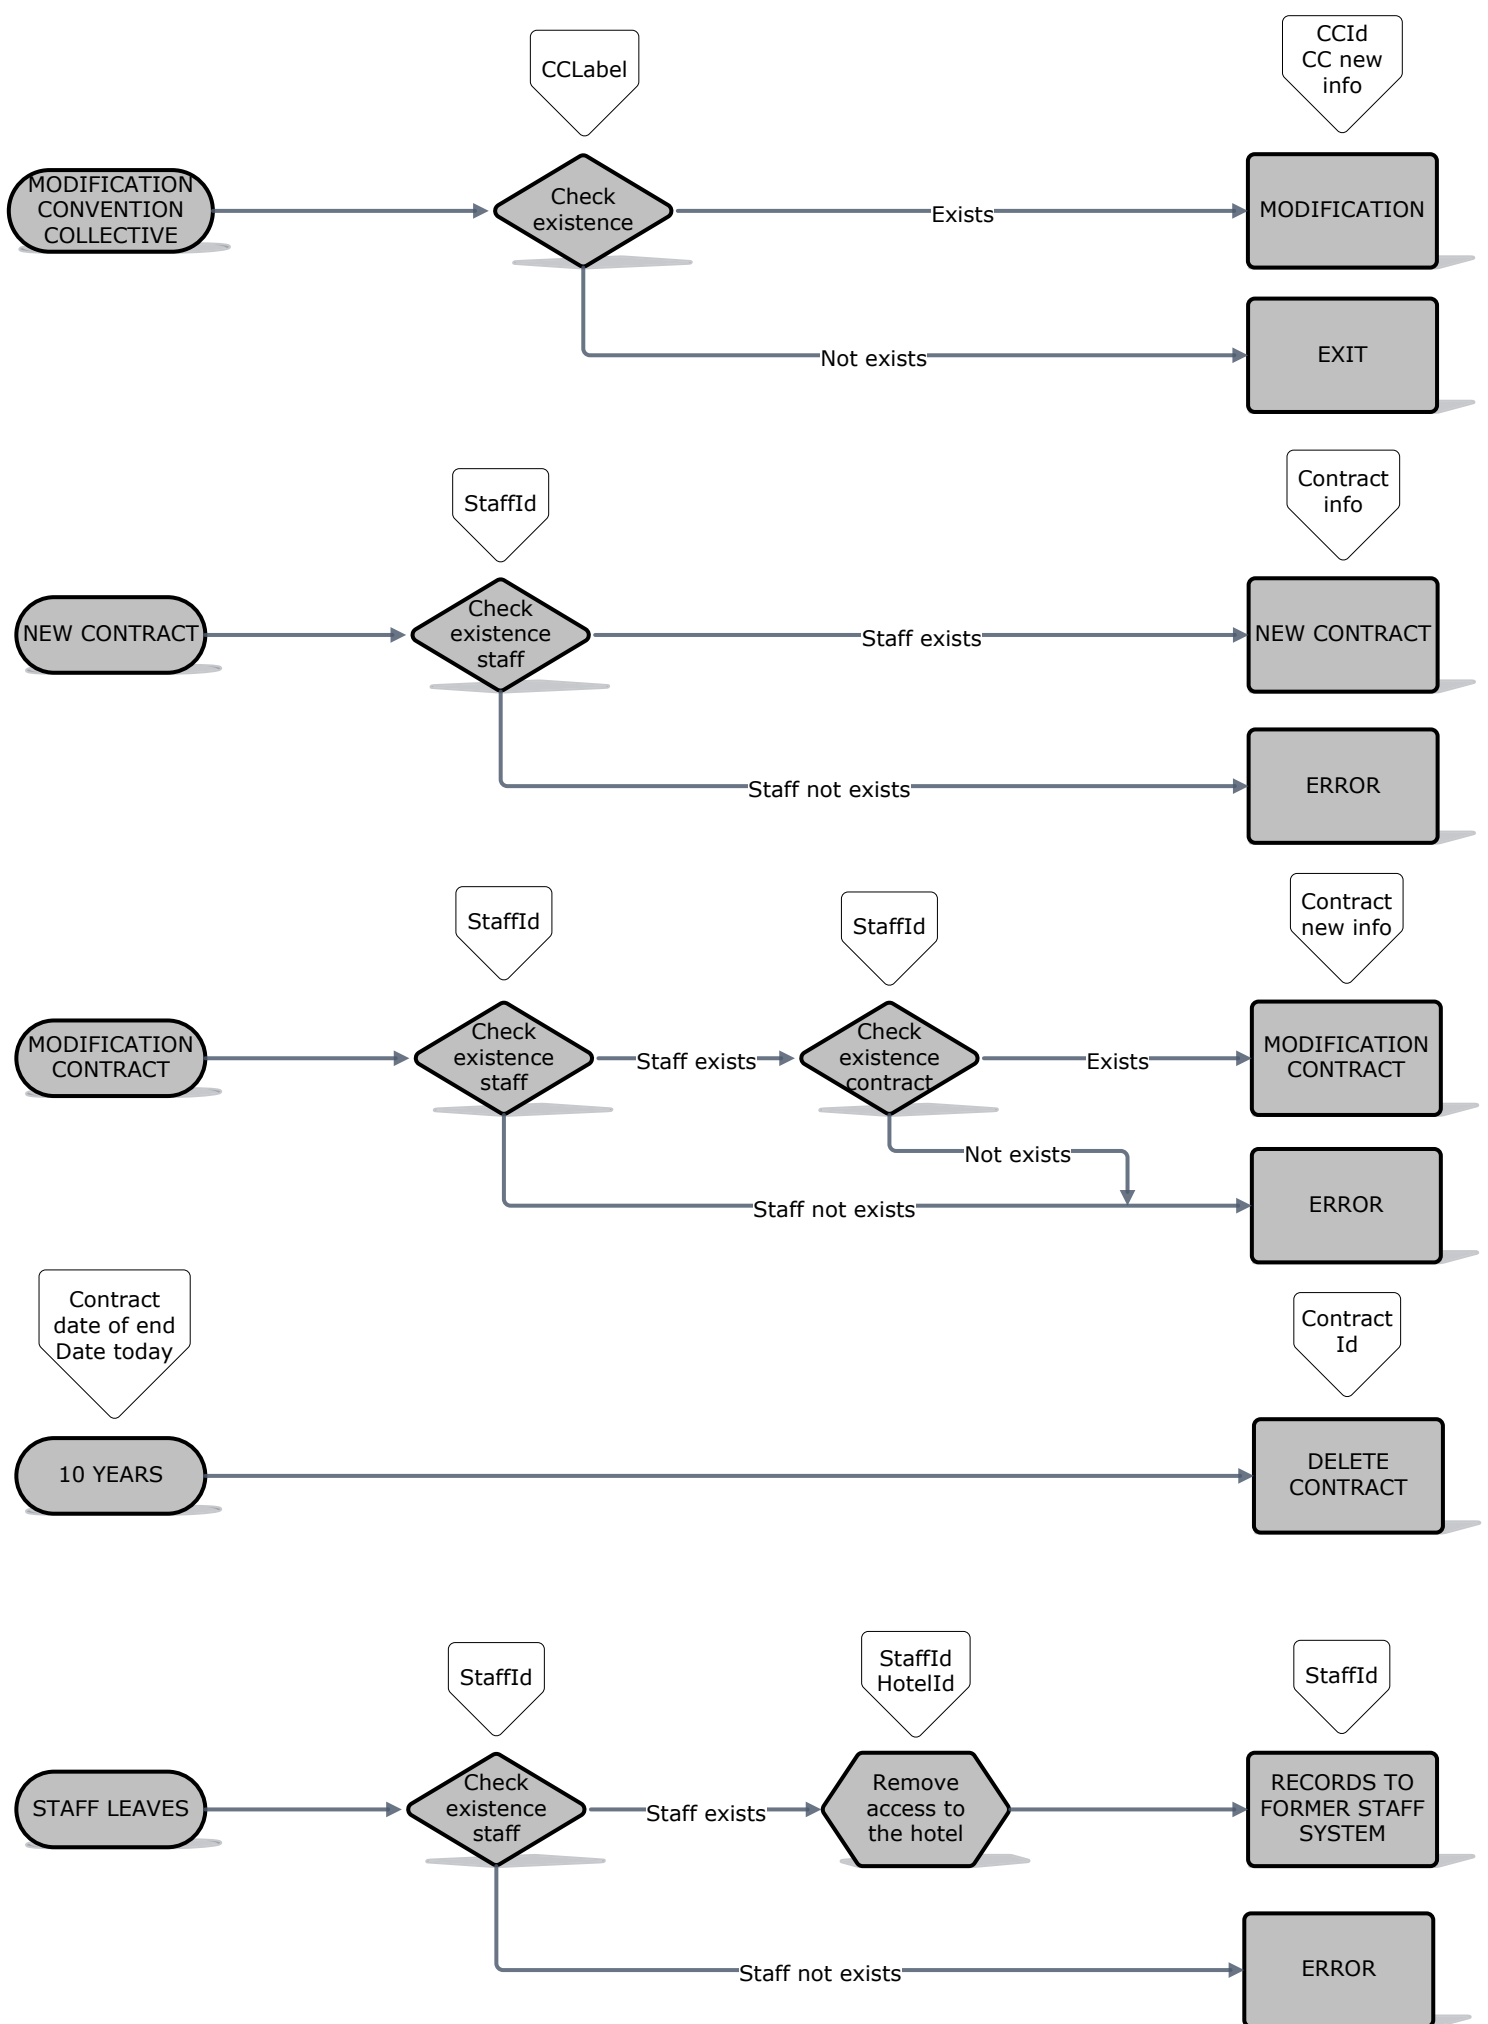 CCLabel
CCId
CC new
info
MODIFICATION
CONVENTION
COLLECTIVE
Check
existence
Exists
MODIFICATION
Not exists
EXIT
StaffId
Contract
info
NEW CONTRACT
Check
existence
staff
Staff exists
NEW CONTRACT
Staff not exists
ERROR
StaffId
StaffId
Contract
new info
MODIFICATION
CONTRACT
Check
existence
staff
Staff exists
Check
existence
contract
Exists
MODIFICATION
CONTRACT
Not exists
Staff not exists
ERROR
Contract
date of end
Date today
Contract
Id
10 YEARS
DELETE
CONTRACT
StaffId
StaffId
HotelId
StaffId
STAFF LEAVES
Check
existence
staff
Staff exists
Remove
access to
the hotel
RECORDS TO
FORMER STAFF
SYSTEM
Staff not exists
ERROR